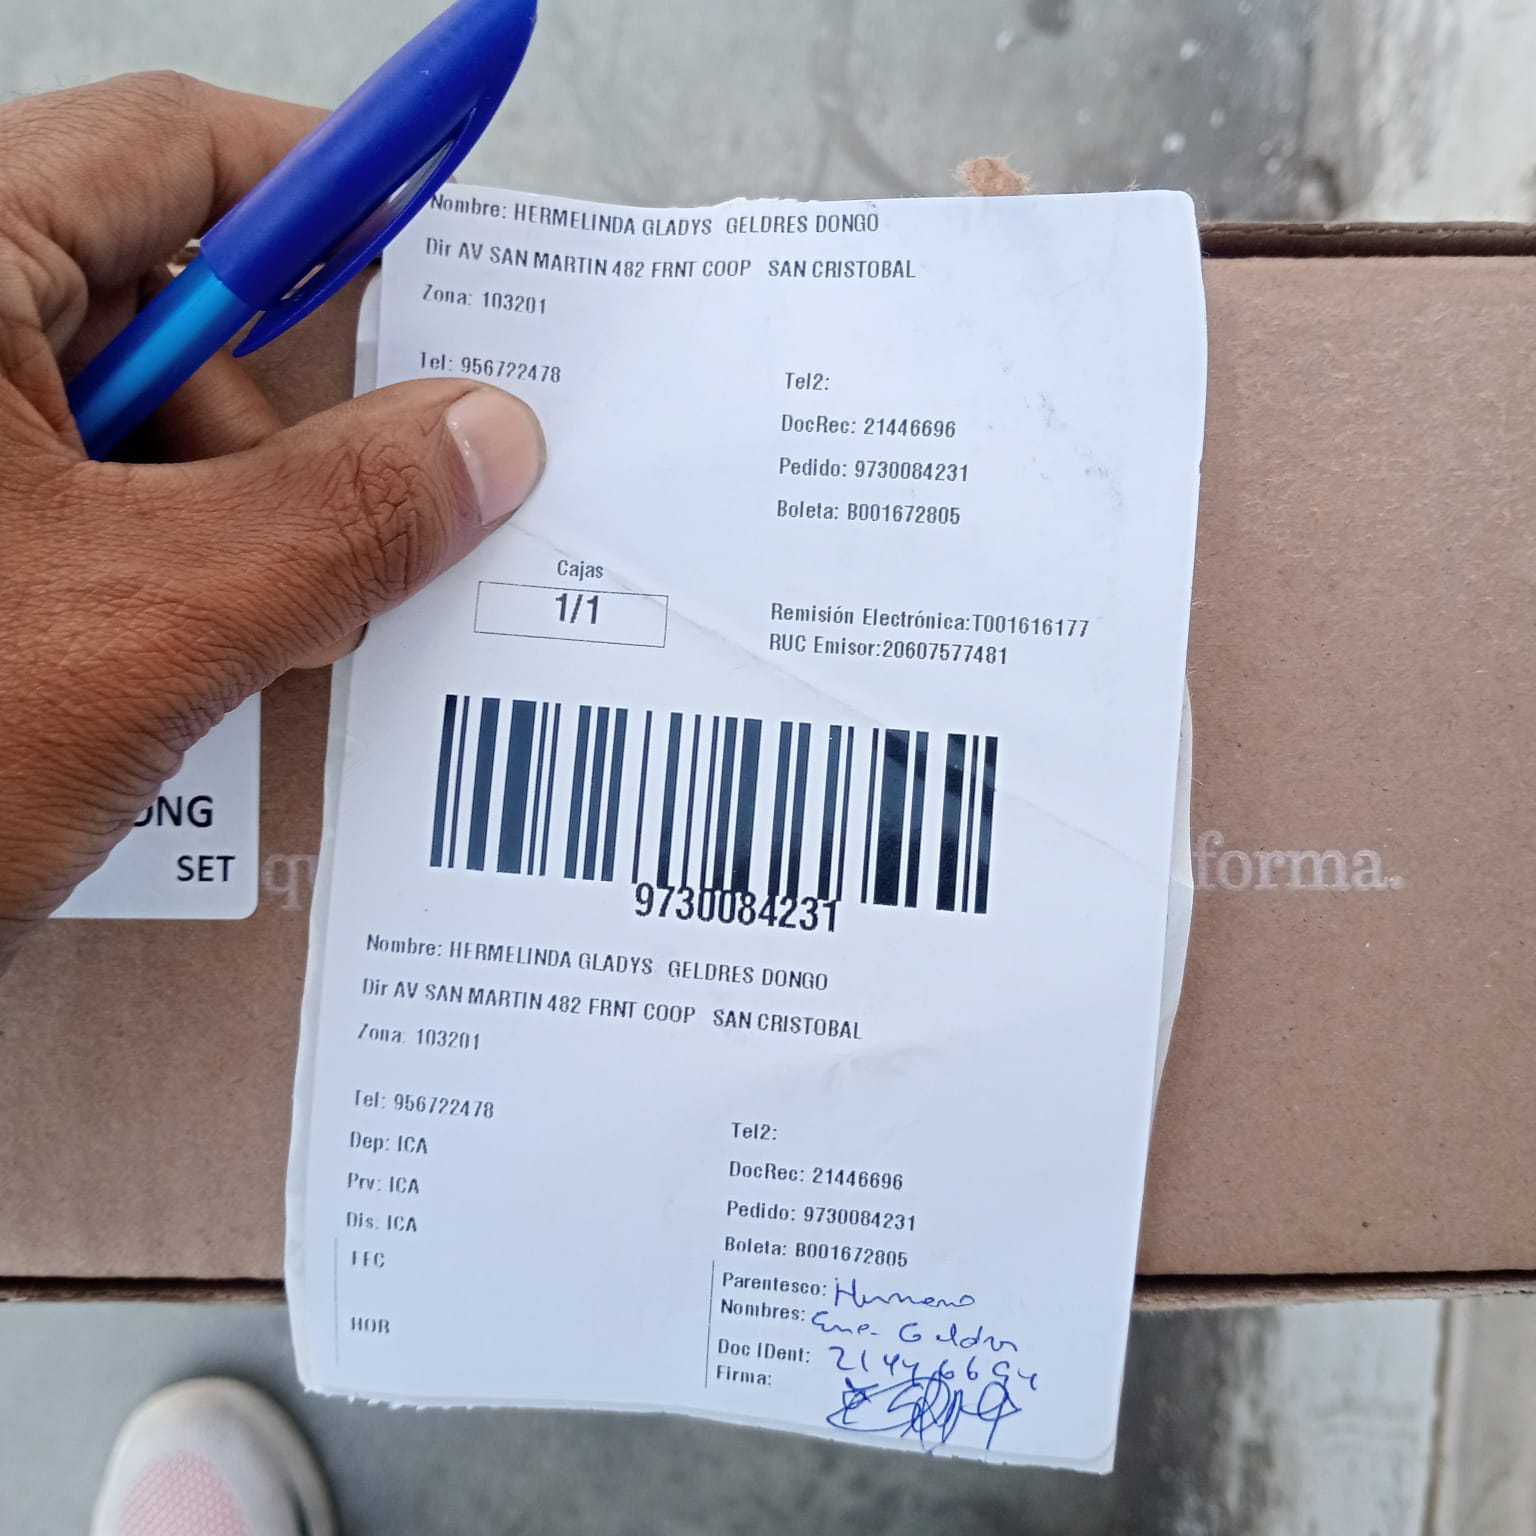 Nombre: HERMELINDA GLADYS GELDRES DONGO
Dir AV SAN MARTIN 482 FRNT COOP SAN CRISTOBAL
Zona: 103201
Tel: 956722478
Tel2:
DocRec: 21446696
Pedido: 9730084231
Boleta: B001672805
Cajas
1/1
Remisión Electrónica:T001616177
RUC Emisor:20607577481
9730084231
Nombre: HERMELINDA GLADYS GELDRES DONGO
Dir AV SAN MARTIN 482 FRNT COOP SAN CRISTOBAL
Zona: 103201
Tel: 956722478
Dep: ICA
Prv: ICA
Dis: ICA
Tel2:
DocRec: 21446696
Pedido: 9730084231
Boleta: B001672805
HOR
Parentesco: Hermano
Nombres:
Doc IDent: 21446694
Firma:
SET
forma.